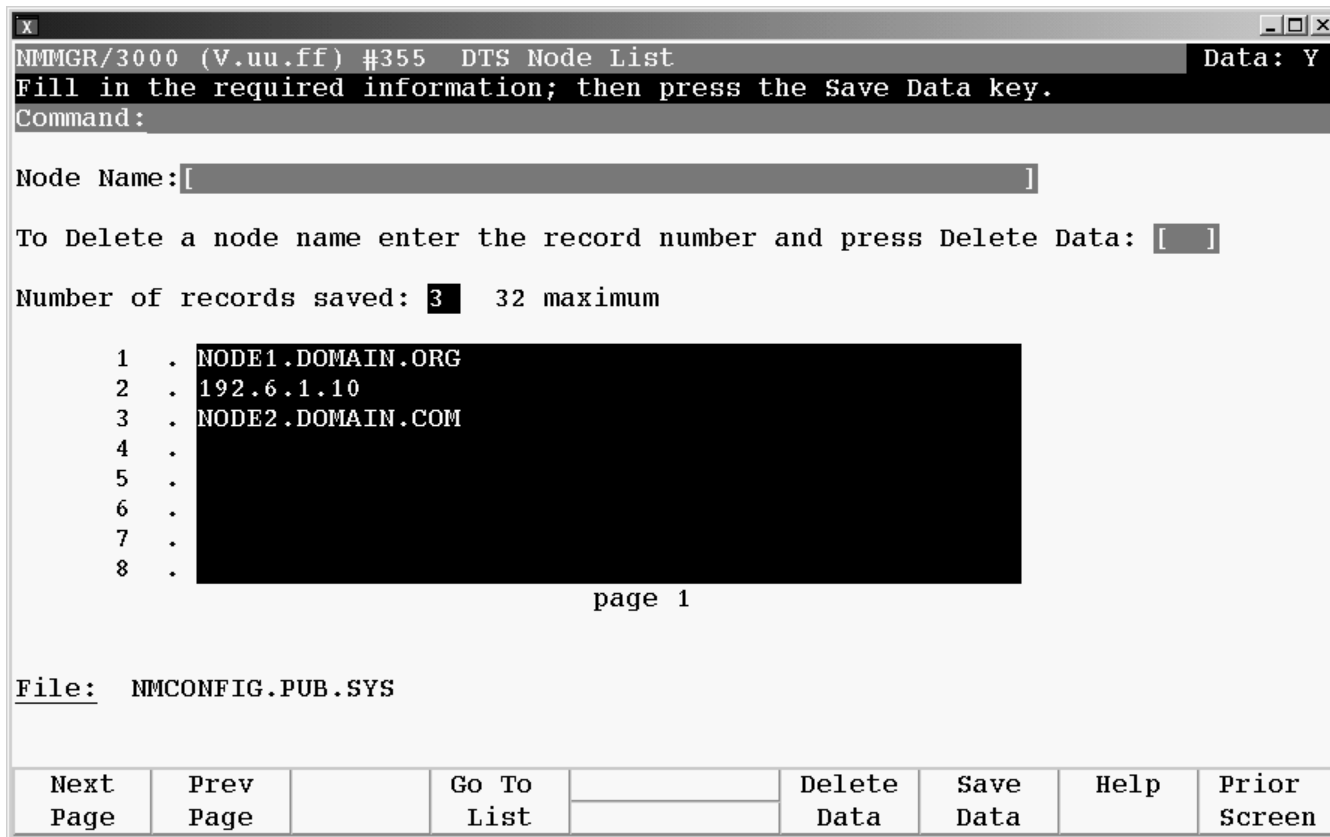 X
NMMGR/3000 (V.uu.ff) #355 DTS Node List Data: Y
Fill in the required information; then press the Save Data key.
Command:
Node Name:[ ]
To Delete a node name enter the record number and press Delete Data: [ ]
Number of records saved: 3 32 maximum
1 . NODE1.DOMAIN.ORG
2 . 192.6.1.10
3 . NODE2.DOMAIN.COM
4 .
5 .
6 .
7 .
8 .
page 1
File: NMCONFIG.PUB.SYS
Next Prev Go To Delete Save Help Prior
Page Page List Data Data Screen